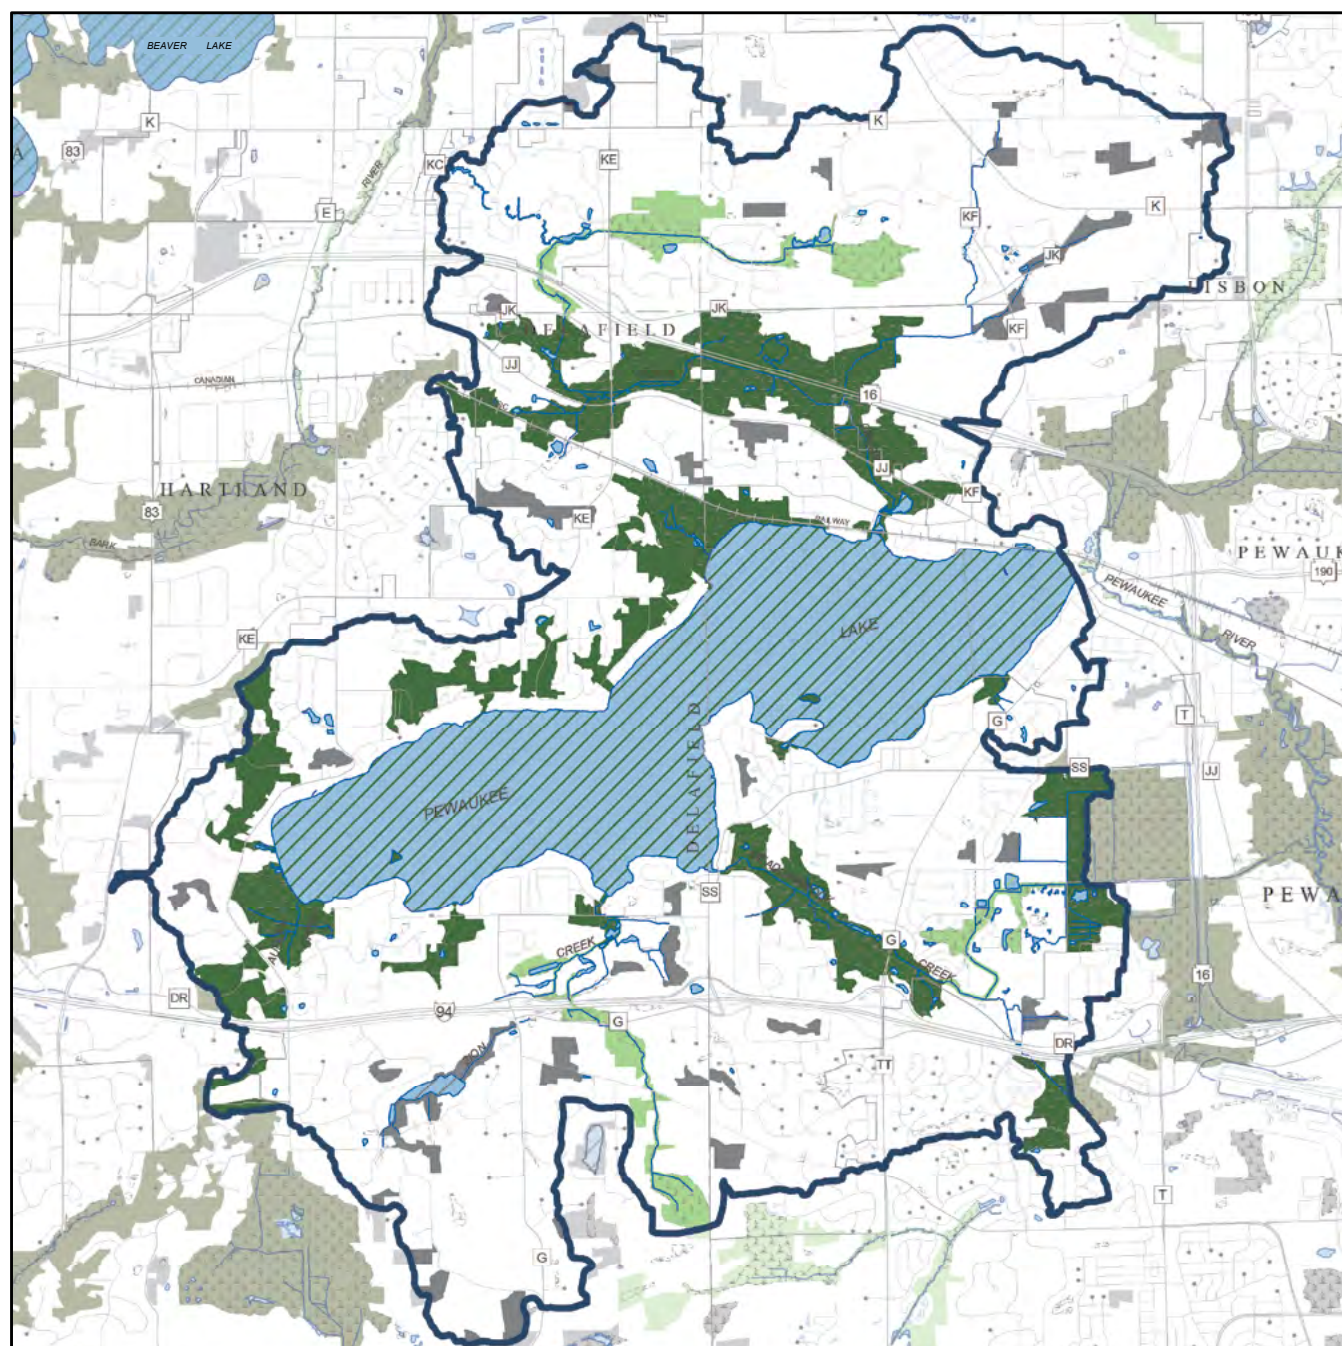 BEAVER LAKE
K
83
KC
KE
K
RIVER
E
KF
K
JK
LISBON
JK
JK
DELAFIELD
KF
JJ
CANADIAN
16
JJ
HARTLAND
KF
83
KE
RAILWAY
BARK
PEWAUK
190
PEWAUKEE
RIVER
LAKE
KE
G
T
DELAFIELD
SS
JJ
PEWAUKEE
SS
PEWA
G
CREEK
CREEK
16
DR
94
G
DR
ZION
TT
T
G